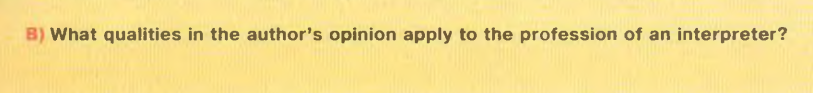 B) What qualities in the author's opinion apply to the profession of an interpreter?